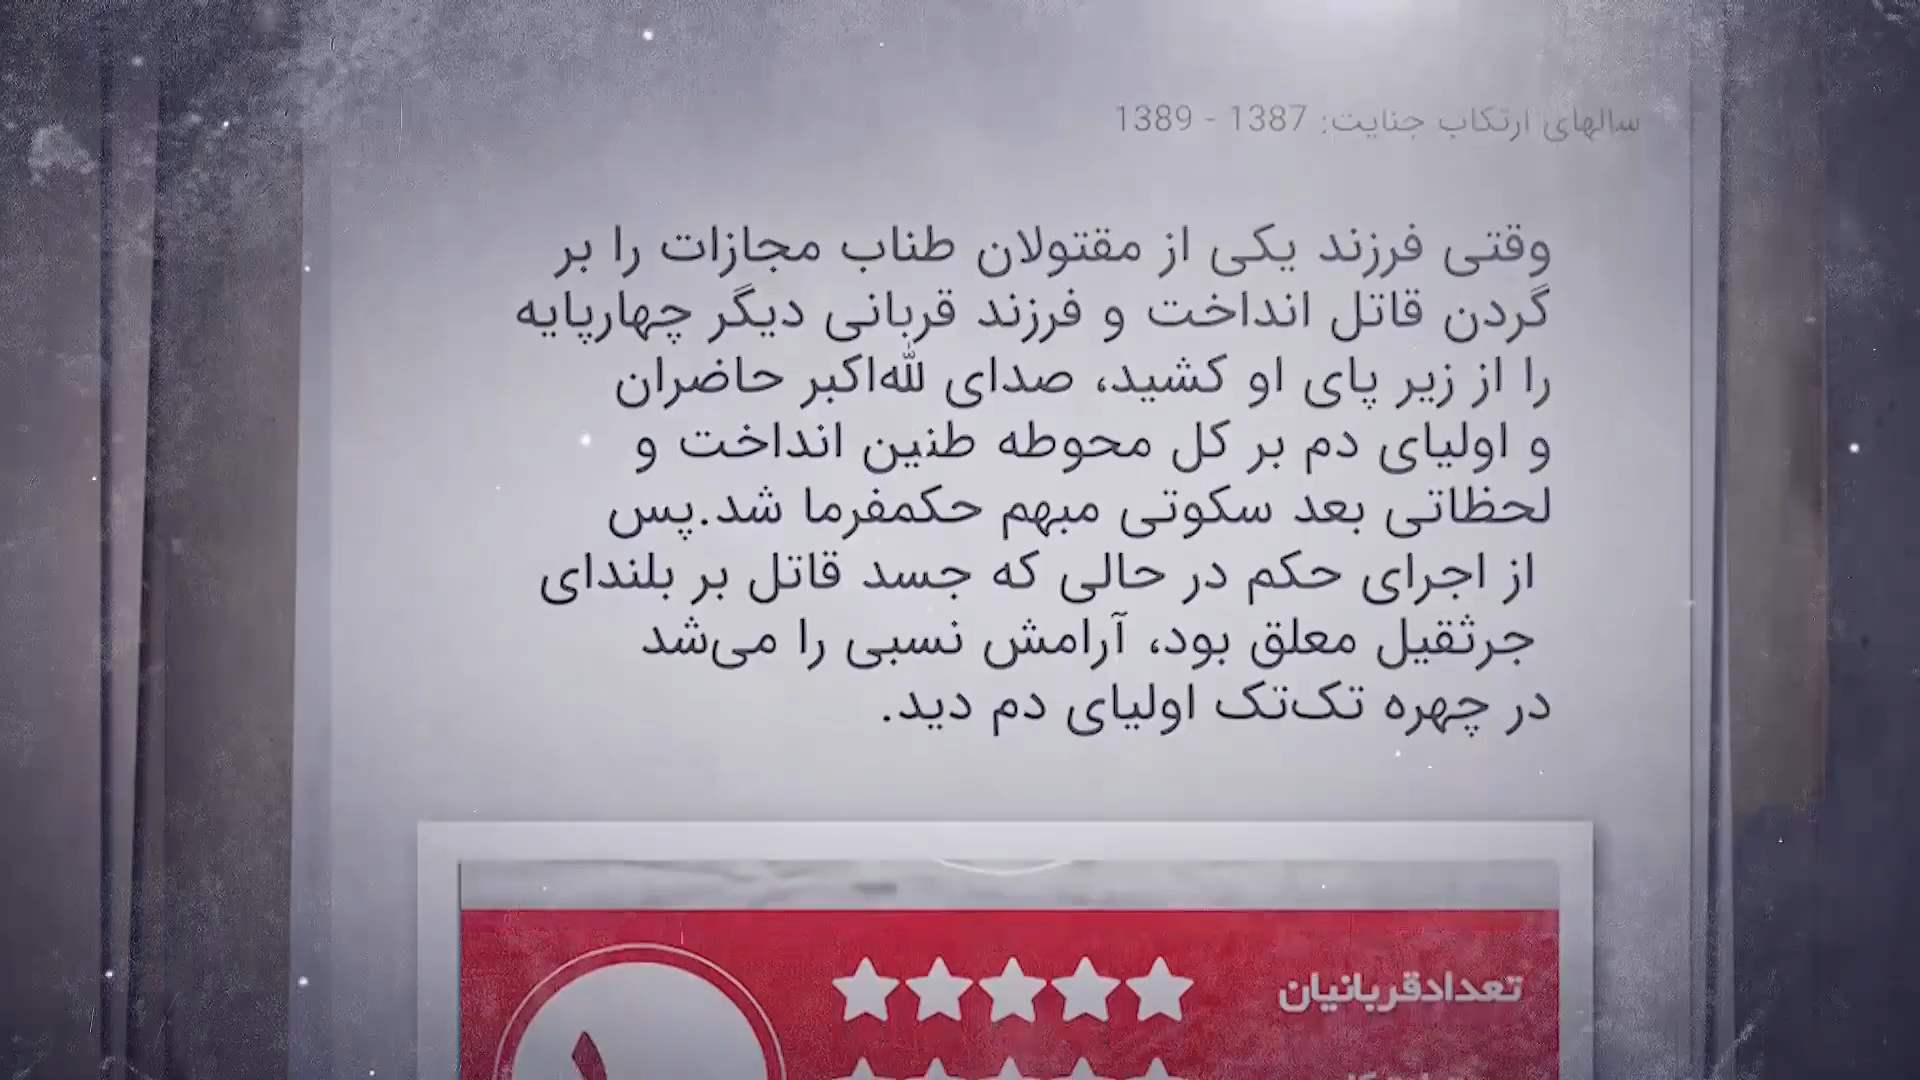 سالهای ارتکاب جنایت: 1387 - 1389
وقتی فرزند یکی از مقتولان طناب مجازات را بر
گردن قاتل انداخت و فرزند قربانی دیگر چهارپایه
را از زیر پای او کشید، صدای الله‌اکبر حاضران
و اولیای دم بر کل محوطه طنین انداخت و
لحظاتی بعد سکوتی مبهم حکمفرما شد.پس
از اجرای حکم در حالی که جسد قاتل بر بلندای
جرثقیل معلق بود، آرامش نسبی را می‌شد
در چهره تک‌تک اولیای دم دید.
تعدادقربانیان